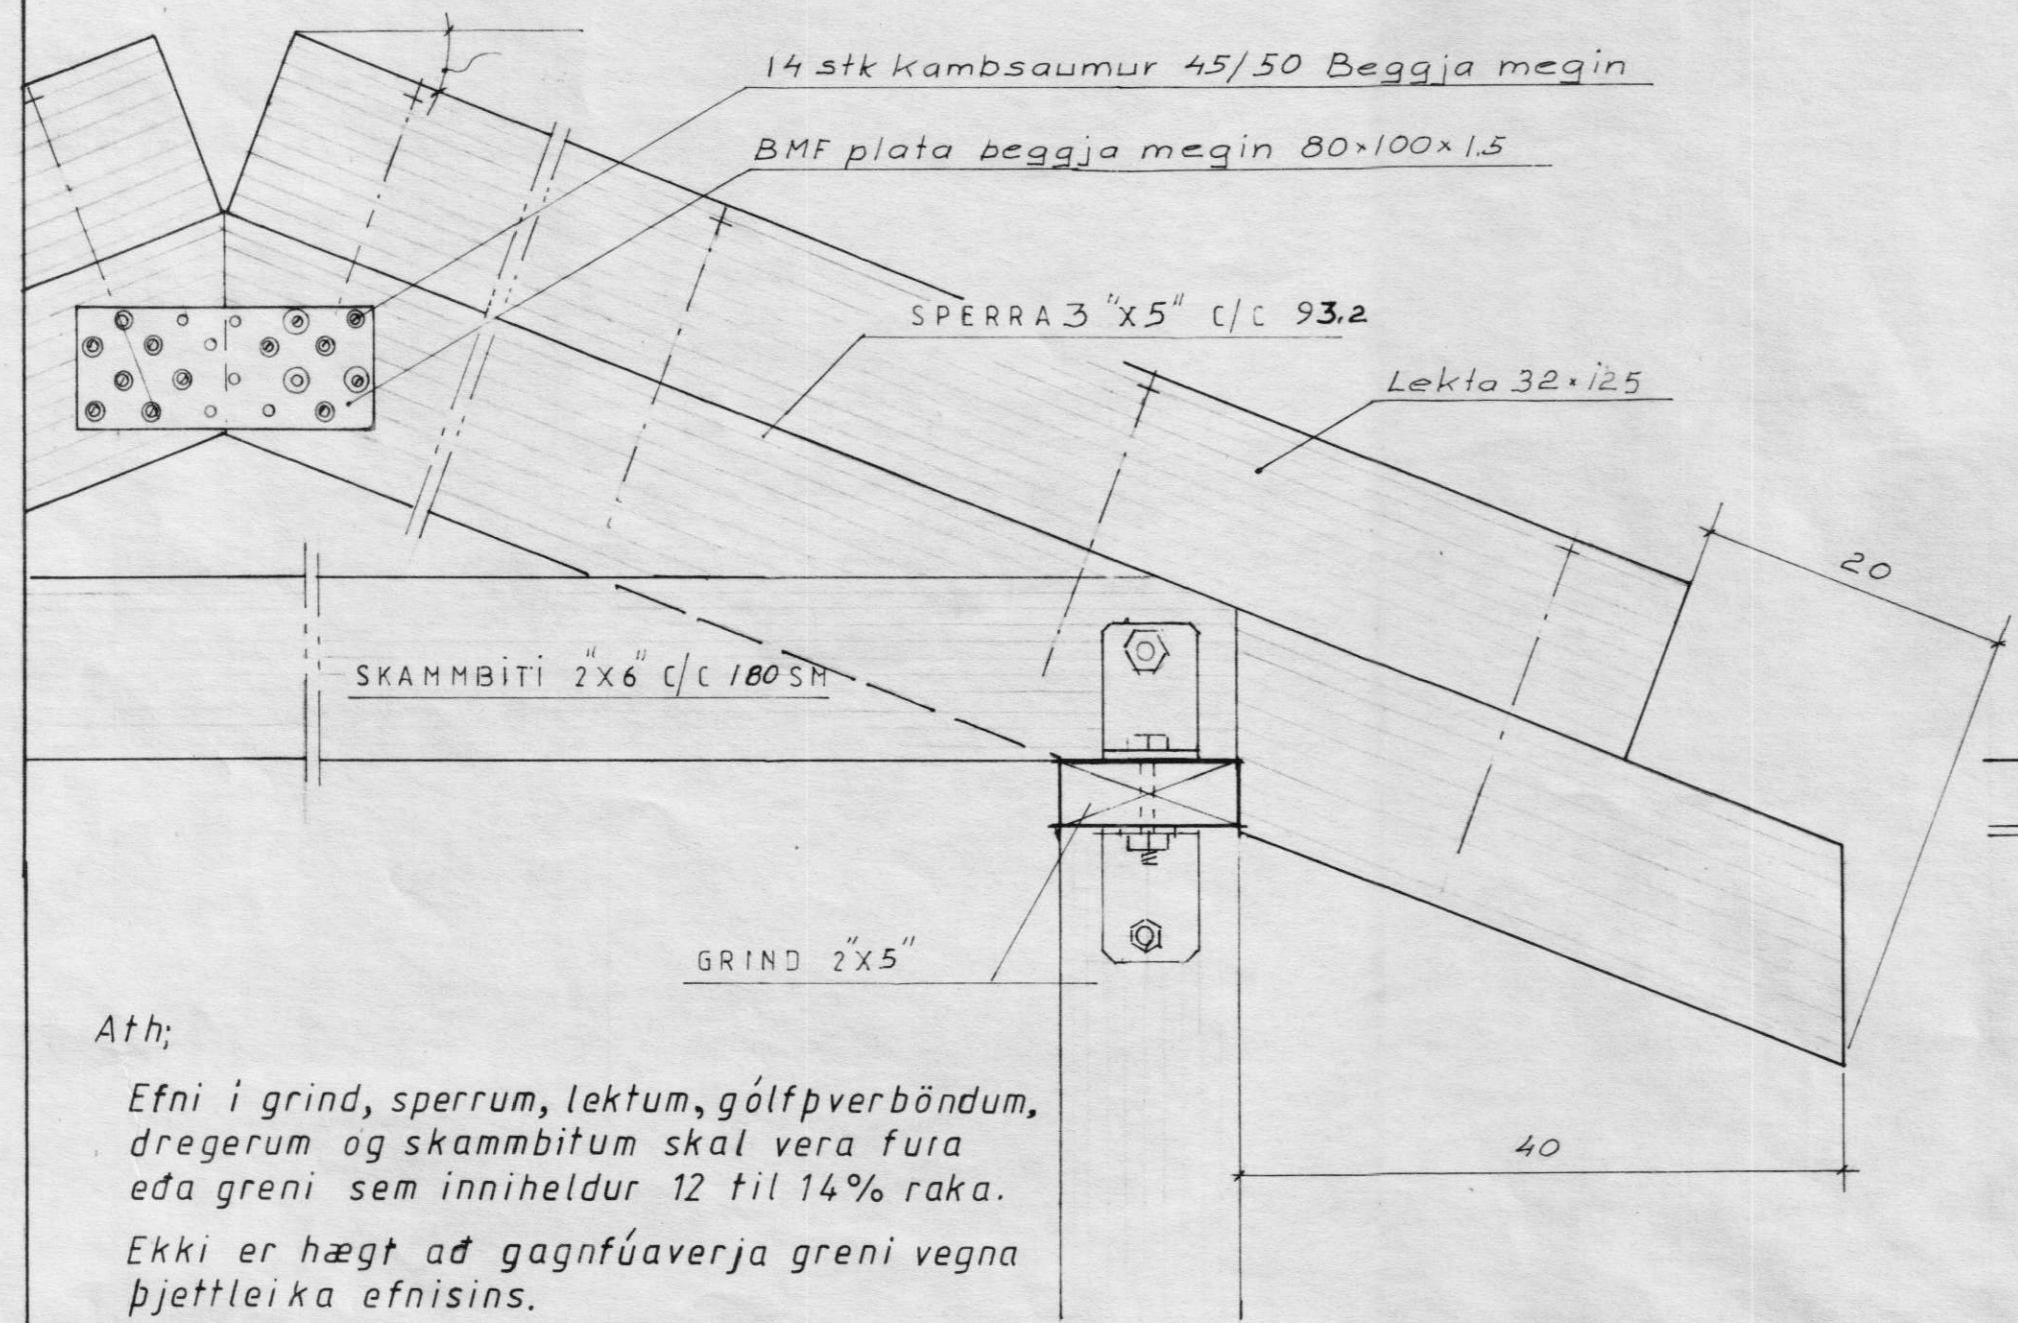 14 stk kambsaumur 45/50 Beggja megin
BMF plata beggja megin 80×100×1.5
SPERRA 3"X5" C/C 93.2
Lekta 32×125
20
SKAMMBITI 2"X6" C/C 180 SM
GRIND 2"X5"
40
Ath;
Efni í grind, sperrum, lektum, gólfþverböndum,
dregerum og skammbitum skal vera fura
eða greni sem inniheldur 12 til 14% raka.
Ekki er hægt að gagnfúaverja greni vegna
þjettleika efnisins.